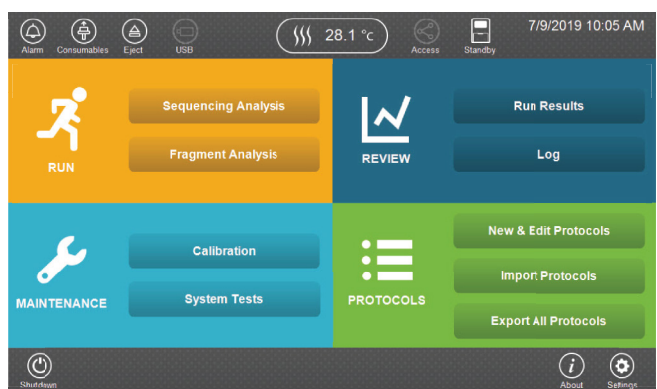 28.1 °c
7/9/2019 10:05 AM
Alarm
Consumables
Eject
USB
Access
Standby
RUN
Sequencing Analysis
Fragment Analysis
REVIEW
Run Results
Log
MAINTENANCE
Calibration
System Tests
PROTOCOLS
New & Edit Protocols
Import Protocols
Export All Protocols
Shutdown
i
About
Settings